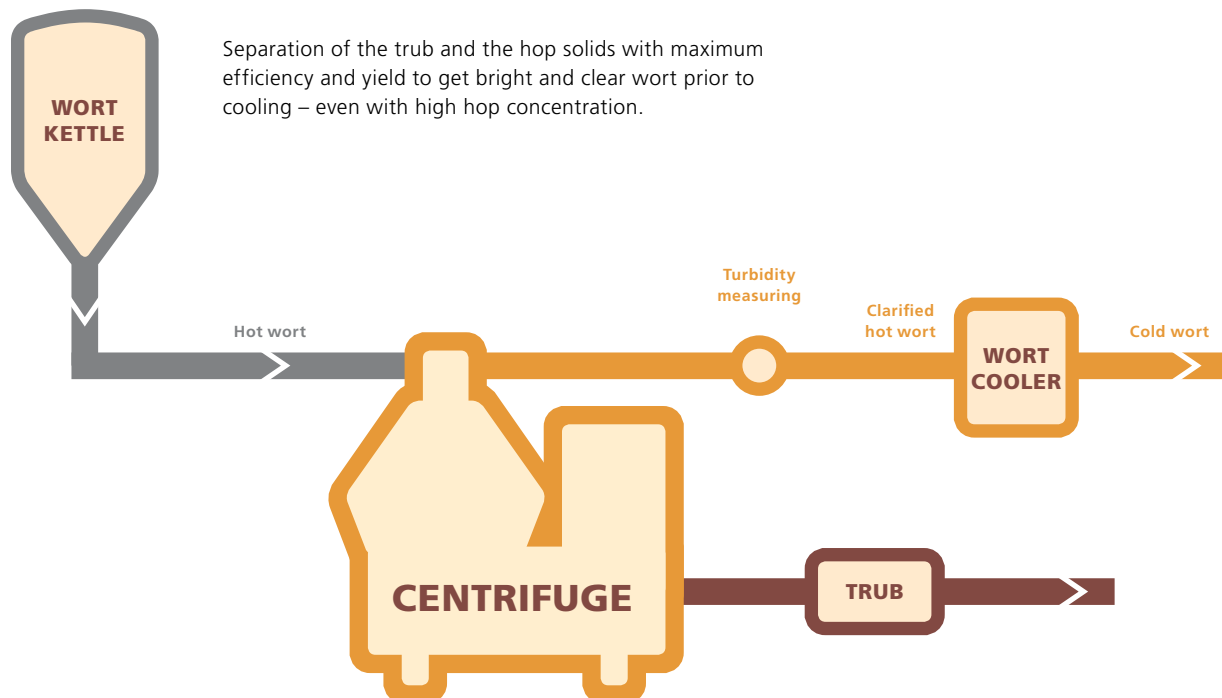 Separation of the trub and the hop solids with maximum
efficiency and yield to get bright and clear wort prior to
cooling – even with high hop concentration.
WORT
KETTLE
Turbidity
measuring
Hot wort
Clarified
hot wort
Cold wort
WORT
COOLER
CENTRIFUGE
TRUB